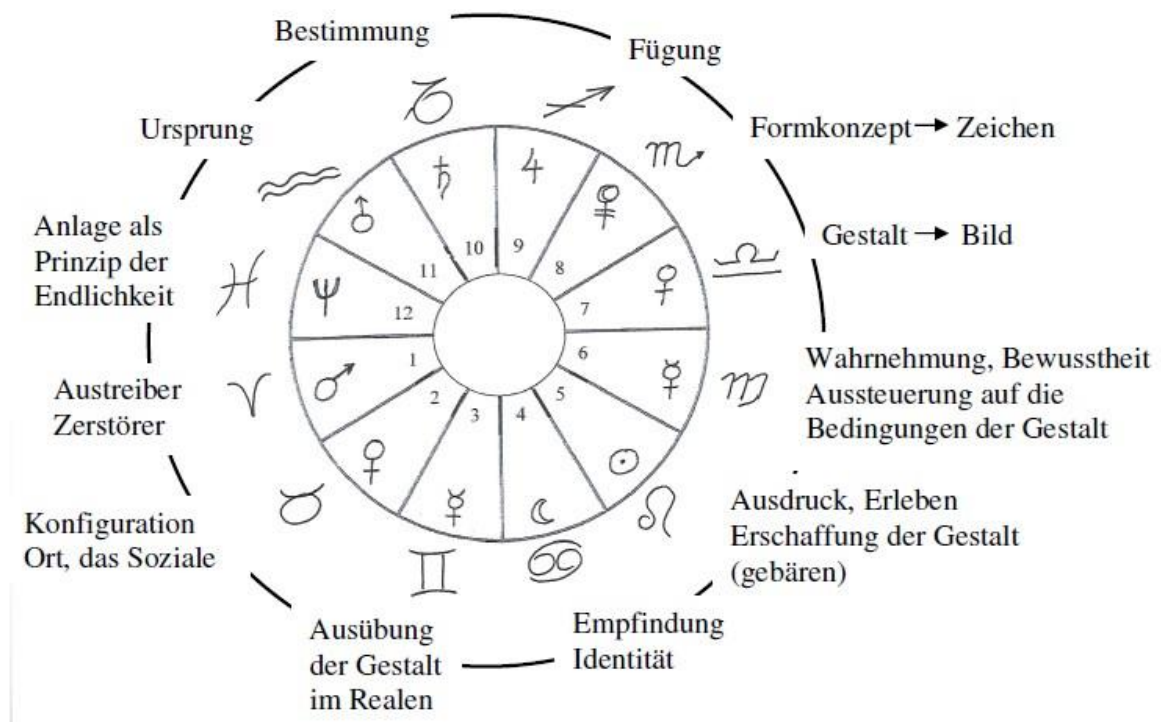 Bestimmung
Fügung
Ursprung
Formkonzept → Zeichen
Gestalt → Bild
Anlage als
Prinzip der
Endlichkeit
Wahrnehmung, Bewusstheit
Aussteuerung auf die
Bedingungen der Gestalt
Austreiber
Zerstörer
Ausdruck, Erleben
Erschaffung der Gestalt
(gebären)
Konfiguration
Ort, das Soziale
Empfindung
Identität
Ausübung
der Gestalt
im Realen
♑
♐
♏
♎
♍
♌
♋
♊
♉
♈
♓
♒
♄
♃
♀
☿
☉
☾
☿
♀
♂
♆
10
9
8
7
6
5
4
3
2
1
12
11